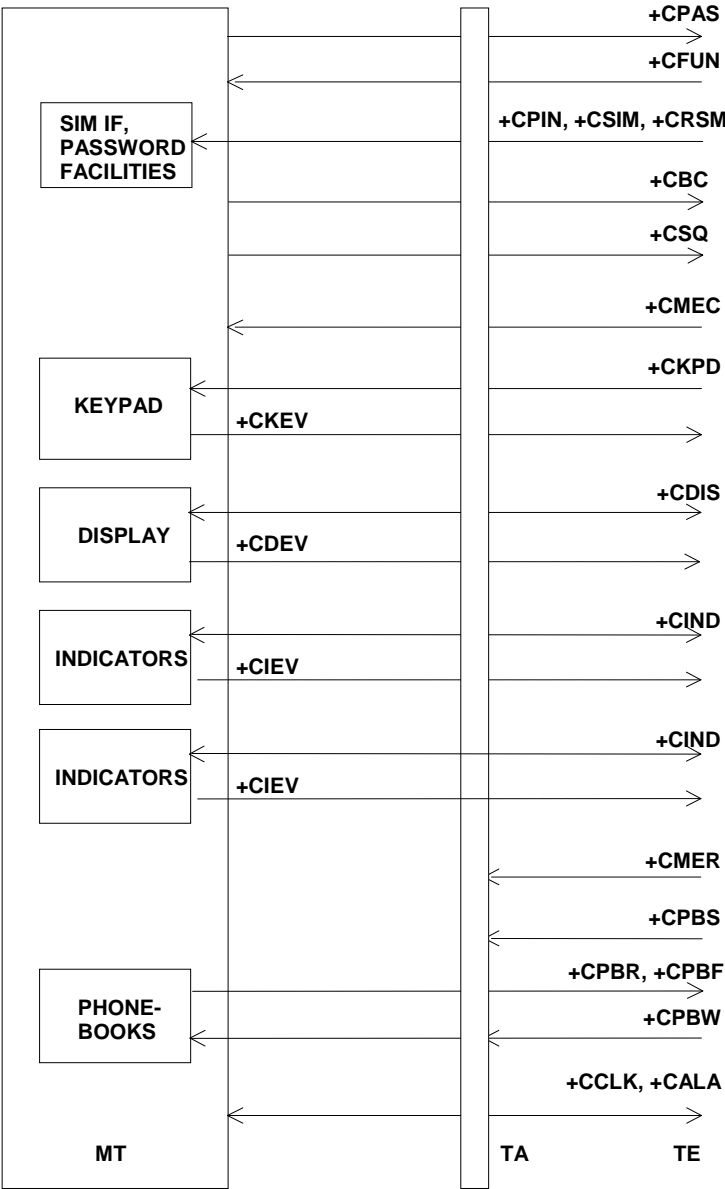 +CPAS
+CFUN
SIM IF,
PASSWORD
FACILITIES
+CPIN, +CSIM, +CRSM
+CBC
+CSQ
+CMEC
+CKPD
KEYPAD
+CKEV
+CDIS
DISPLAY
+CDEV
+CIND
INDICATORS
+CIEV
+CIND
INDICATORS
+CIEV
+CMER
+CPBS
+CPBR, +CPBF
PHONE-
BOOKS
+CPBW
+CCLK, +CALA
MT TA TE